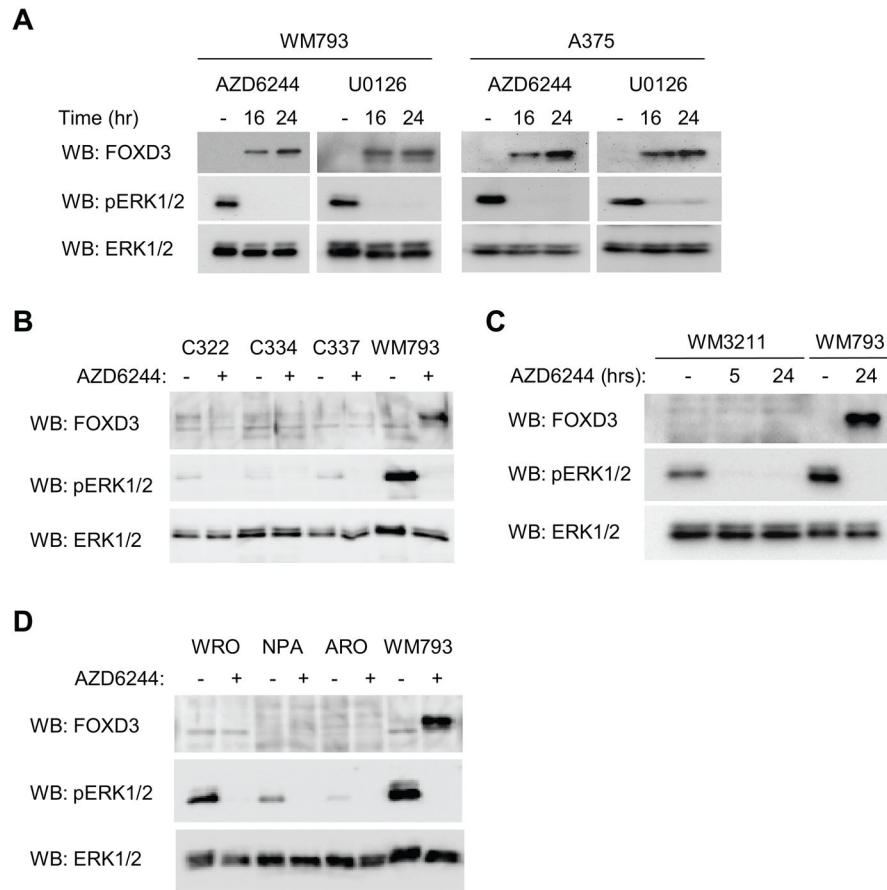 A
WM793 A375
AZD6244 U0126 AZD6244 U0126
Time (hr) - 16 24 - 16 24 - 16 24 - 16 24
WB: FOXD3
WB: pERK1/2
WB: ERK1/2
B
C322 C334 C337 WM793
AZD6244: - + - + - + - +
WB: FOXD3
WB: pERK1/2
WB: ERK1/2
C
WM3211 WM793
AZD6244 (hrs): - 5 24 - 24
WB: FOXD3
WB: pERK1/2
WB: ERK1/2
D
WRO NPA ARO WM793
AZD6244: - + - + - + - +
WB: FOXD3
WB: pERK1/2
WB: ERK1/2